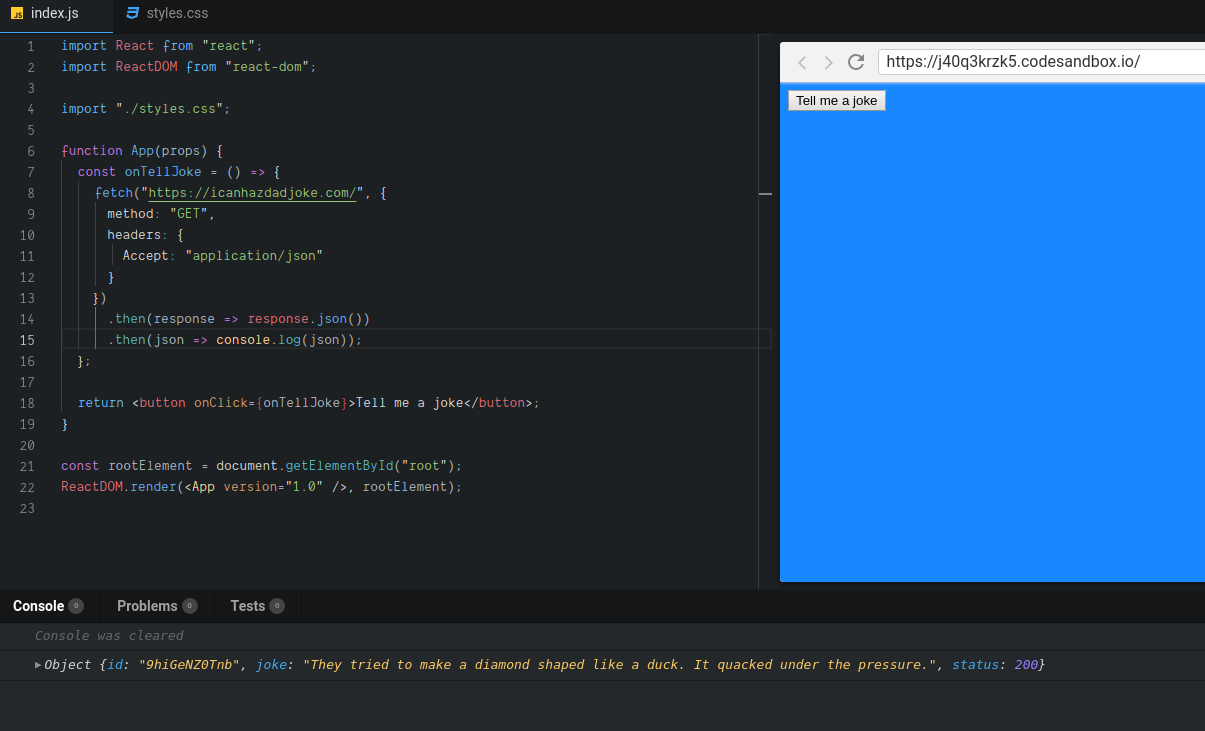 index.js
styles.css
1 import React from "react";
2 import ReactDOM from "react-dom";
3
4 import "./styles.css";
5
6 function App(props) {
7 const onTellJoke = () => {
8 fetch("https://icanhazdadjoke.com/", {
9 method: "GET",
10 headers: {
11 Accept: "application/json"
12 }
13 })
14 .then(response => response.json())
15 .then(json => console.log(json));
16 };
17
18 return <button onClick={onTellJoke}>Tell me a joke</button>;
19 }
20
21 const rootElement = document.getElementById("root");
22 ReactDOM.render(<App version="1.0" />, rootElement);
23
https://j40q3krzk5.codesandbox.io/
Tell me a joke
Console 0 Problems 0 Tests 0
Console was cleared
Object {id: "9hiGeNZ0Tnb", joke: "They tried to make a diamond shaped like a duck. It quacked under the pressure.", status: 200}